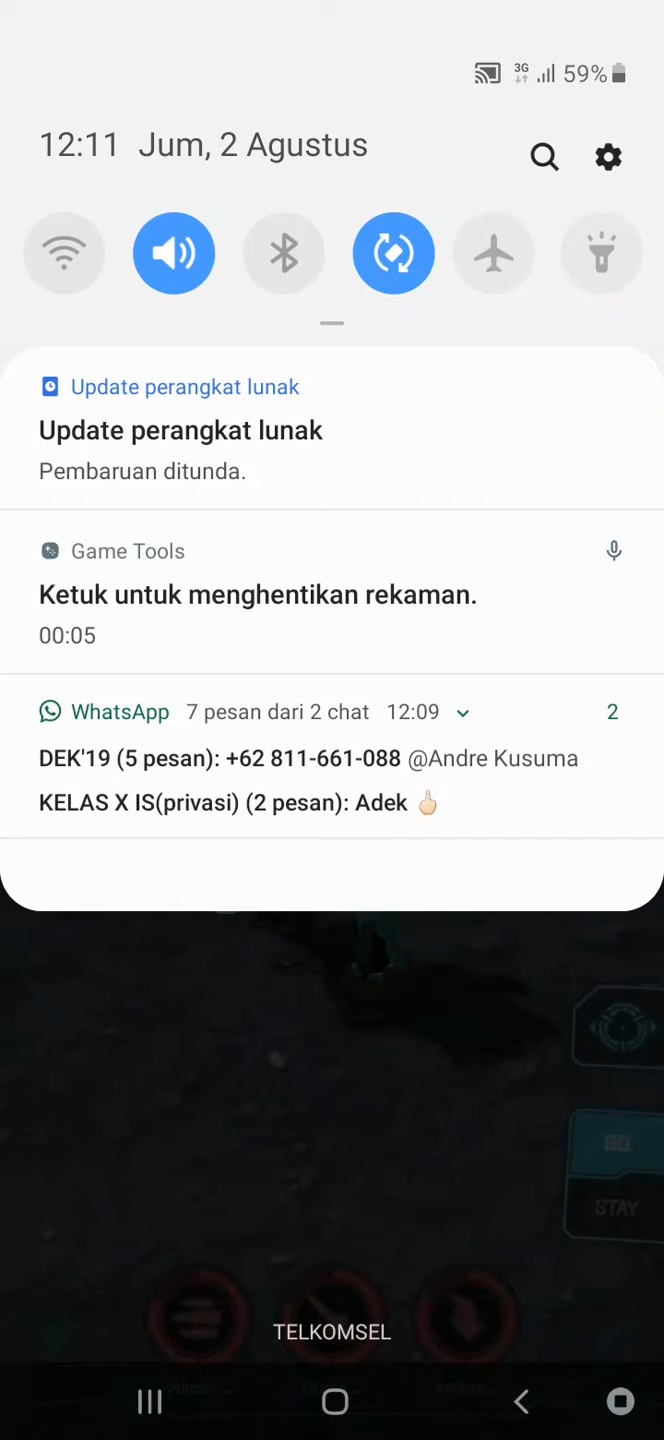 3G 59%
12:11 Jum, 2 Agustus
Update perangkat lunak
Update perangkat lunak
Pembaruan ditunda.
Game Tools
Ketuk untuk menghentikan rekaman.
00:05
WhatsApp 7 pesan dari 2 chat 12:09 2
DEK'19 (5 pesan): +62 811-661-088 @Andre Kusuma
KELAS X IS(privasi) (2 pesan): Adek 🖕🏻
GO
STAY
TELKOMSEL